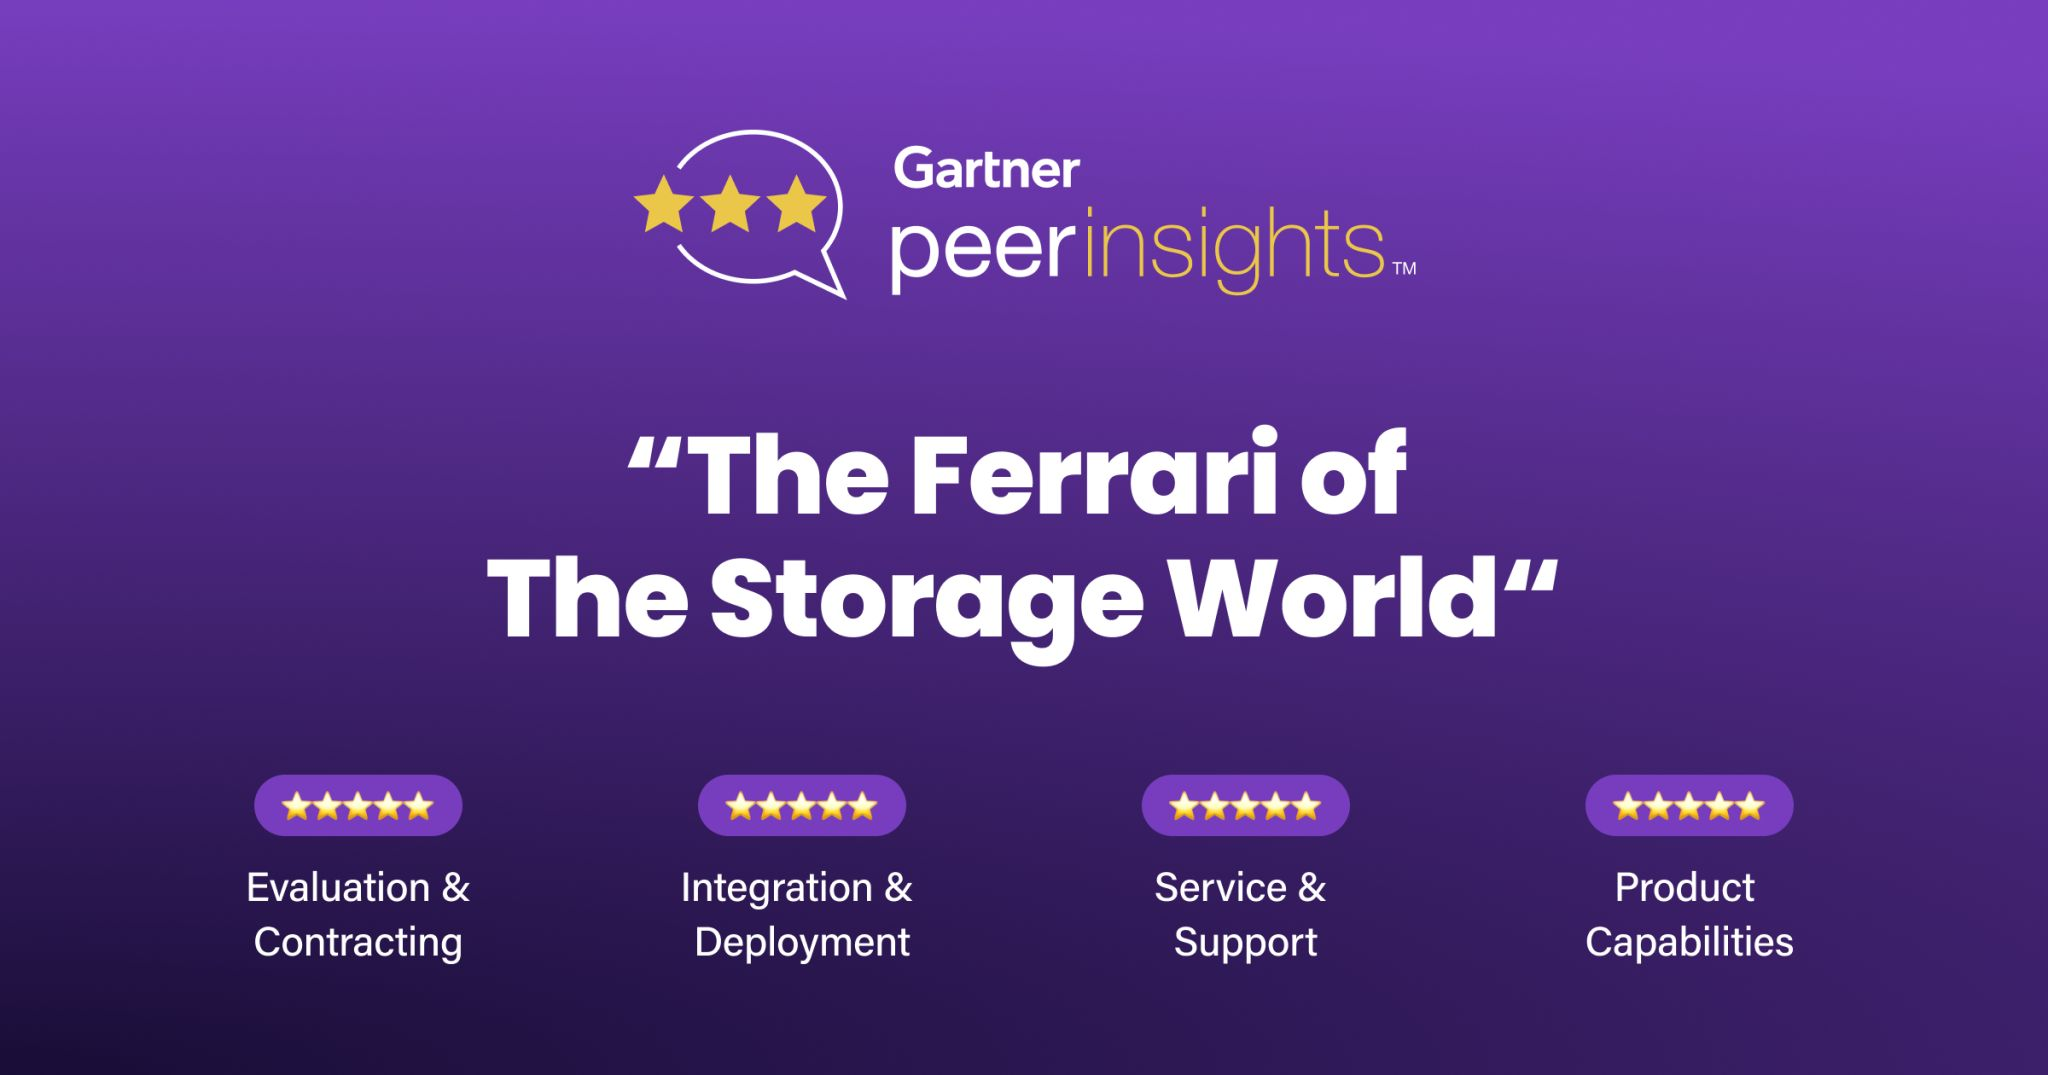 Gartner
peerinsights™
“The Ferrari of
The Storage World“
Evaluation &
Contracting
Integration &
Deployment
Service &
Support
Product
Capabilities